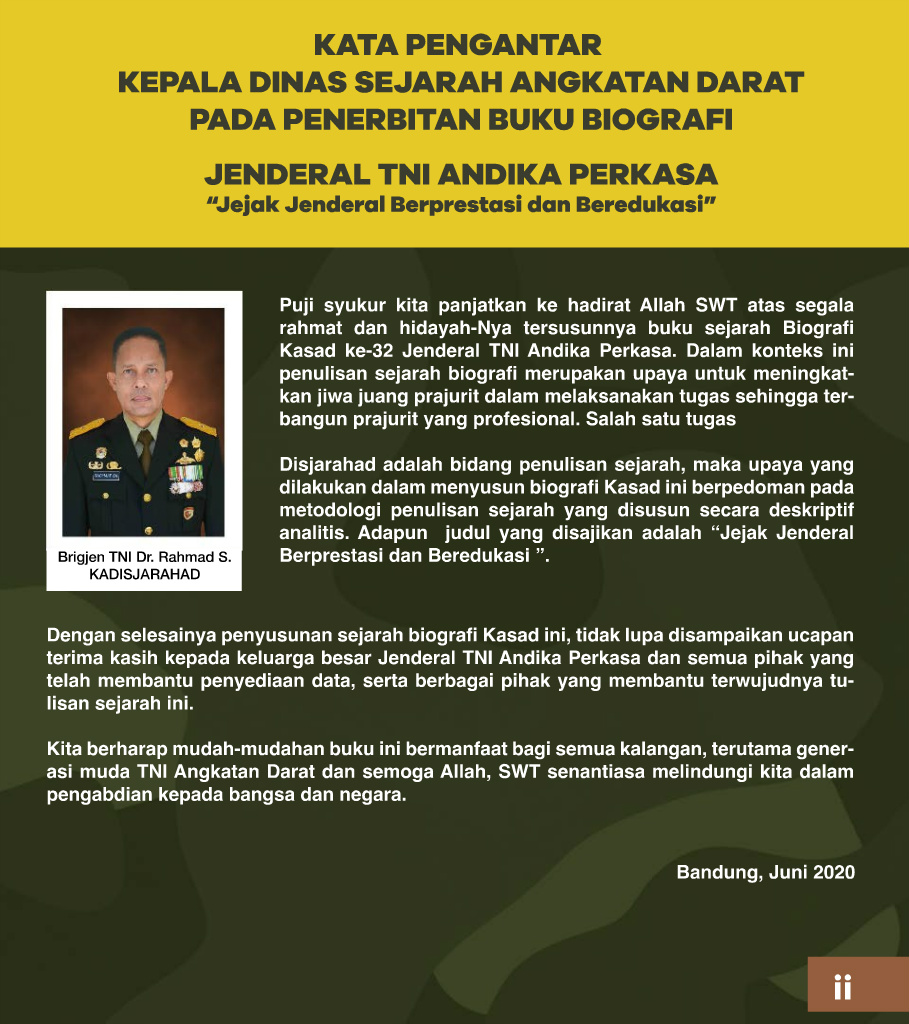 KATA PENGANTAR
KEPALA DINAS SEJARAH ANGKATAN DARAT
PADA PENERBITAN BUKU BIOGRAFI
JENDERAL TNI ANDIKA PERKASA
“Jejak Jenderal Berprestasi dan Beredukasi”
Puji syukur kita panjatkan ke hadirat Allah SWT atas segala
rahmat dan hidayah-Nya tersusunnya buku sejarah Biografi
Kasad ke-32 Jenderal TNI Andika Perkasa. Dalam konteks ini
penulisan sejarah biografi merupakan upaya untuk meningkat-
kan jiwa juang prajurit dalam melaksanakan tugas sehingga ter-
bangun prajurit yang profesional. Salah satu tugas
Disjarahad adalah bidang penulisan sejarah, maka upaya yang
dilakukan dalam menyusun biografi Kasad ini berpedoman pada
metodologi penulisan sejarah yang disusun secara deskriptif
analitis. Adapun  judul yang disajikan adalah “Jejak Jenderal
Berprestasi dan Beredukasi ”.
Brigjen TNI Dr. Rahmad S.
KADISJARAHAD
Dengan selesainya penyusunan sejarah biografi Kasad ini, tidak lupa disampaikan ucapan
terima kasih kepada keluarga besar Jenderal TNI Andika Perkasa dan semua pihak yang
telah membantu penyediaan data, serta berbagai pihak yang membantu terwujudnya tu-
lisan sejarah ini.
Kita berharap mudah-mudahan buku ini bermanfaat bagi semua kalangan, terutama gener-
asi muda TNI Angkatan Darat dan semoga Allah, SWT senantiasa melindungi kita dalam
pengabdian kepada bangsa dan negara.
Bandung, Juni 2020
ii